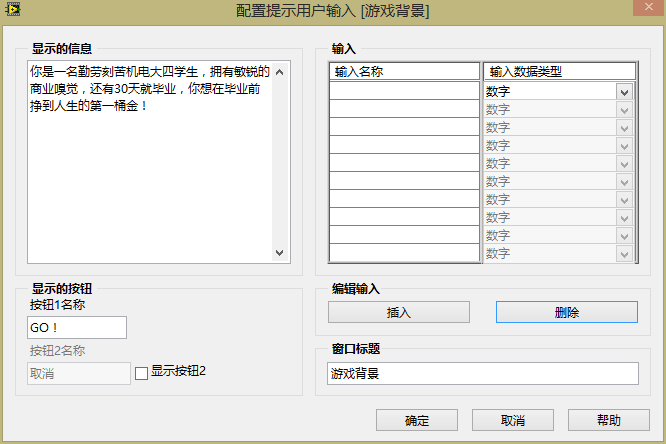 配置提示用户输入 [游戏背景]
显示的信息
你是一名勤劳刻苦机电大四学生，拥有敏锐的
商业嗅觉，还有30天就毕业，你想在毕业前
挣到人生的第一桶金！
输入
输入名称 输入数据类型
数字
数字
数字
数字
数字
数字
数字
数字
数字
数字
显示的按钮
按钮1名称
GO！
按钮2名称
取消
显示按钮2
编辑输入
插入 删除
窗口标题
游戏背景
确定 取消 帮助